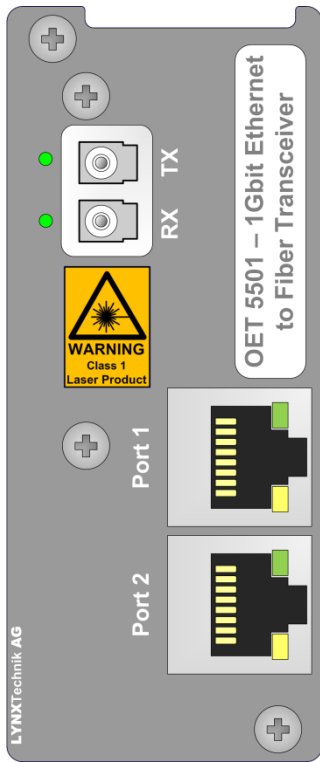 OET 5501 – 1Gbit Ethernet
to Fiber Transceiver
TX
RX
WARNING
Class 1
Laser Product
Port 1
Port 2
LYNXTechnik AG